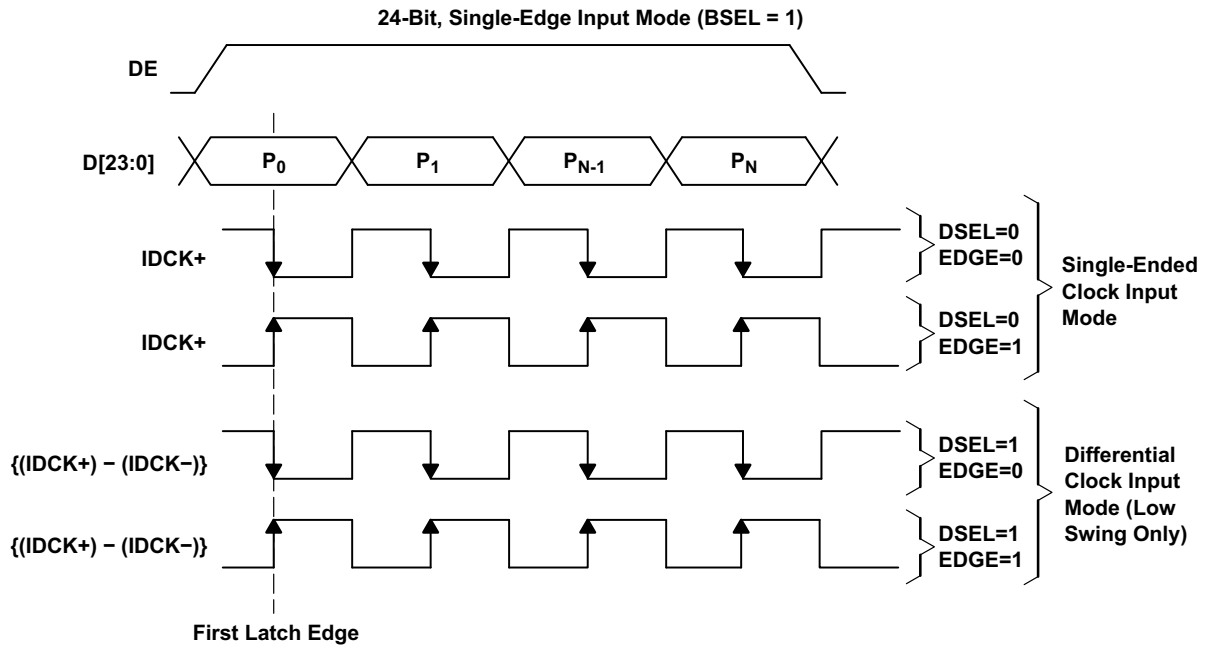 24-Bit, Single-Edge Input Mode (BSEL = 1)
DE
D[23:0]
P0
P1
PN-1
PN
IDCK+
DSEL=0
EDGE=0
IDCK+
DSEL=0
EDGE=1
Single-Ended
Clock Input
Mode
{(IDCK+) − (IDCK−)}
DSEL=1
EDGE=0
{(IDCK+) − (IDCK−)}
DSEL=1
EDGE=1
Differential
Clock Input
Mode (Low
Swing Only)
First Latch Edge